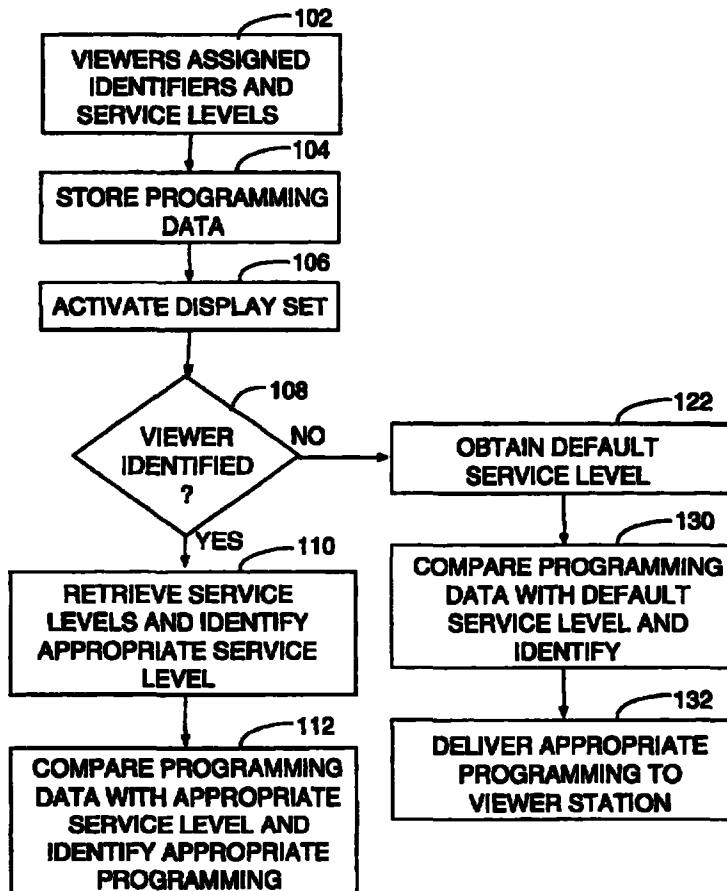 102
VIEWERS ASSIGNED
IDENTIFIERS AND
SERVICE LEVELS
104
STORE PROGRAMMING
DATA
106
ACTIVATE DISPLAY SET
108
VIEWER
IDENTIFIED
?
NO
YES
122
OBTAIN DEFAULT
SERVICE LEVEL
130
COMPARE PROGRAMMING
DATA WITH DEFAULT
SERVICE LEVEL AND
IDENTIFY
132
DELIVER APPROPRIATE
PROGRAMMING TO
VIEWER STATION
110
RETRIEVE SERVICE
LEVELS AND IDENTIFY
APPROPRIATE SERVICE
LEVEL
112
COMPARE PROGRAMMING
DATA WITH APPROPRIATE
SERVICE LEVEL AND
IDENTIFY APPROPRIATE
PROGRAMMING